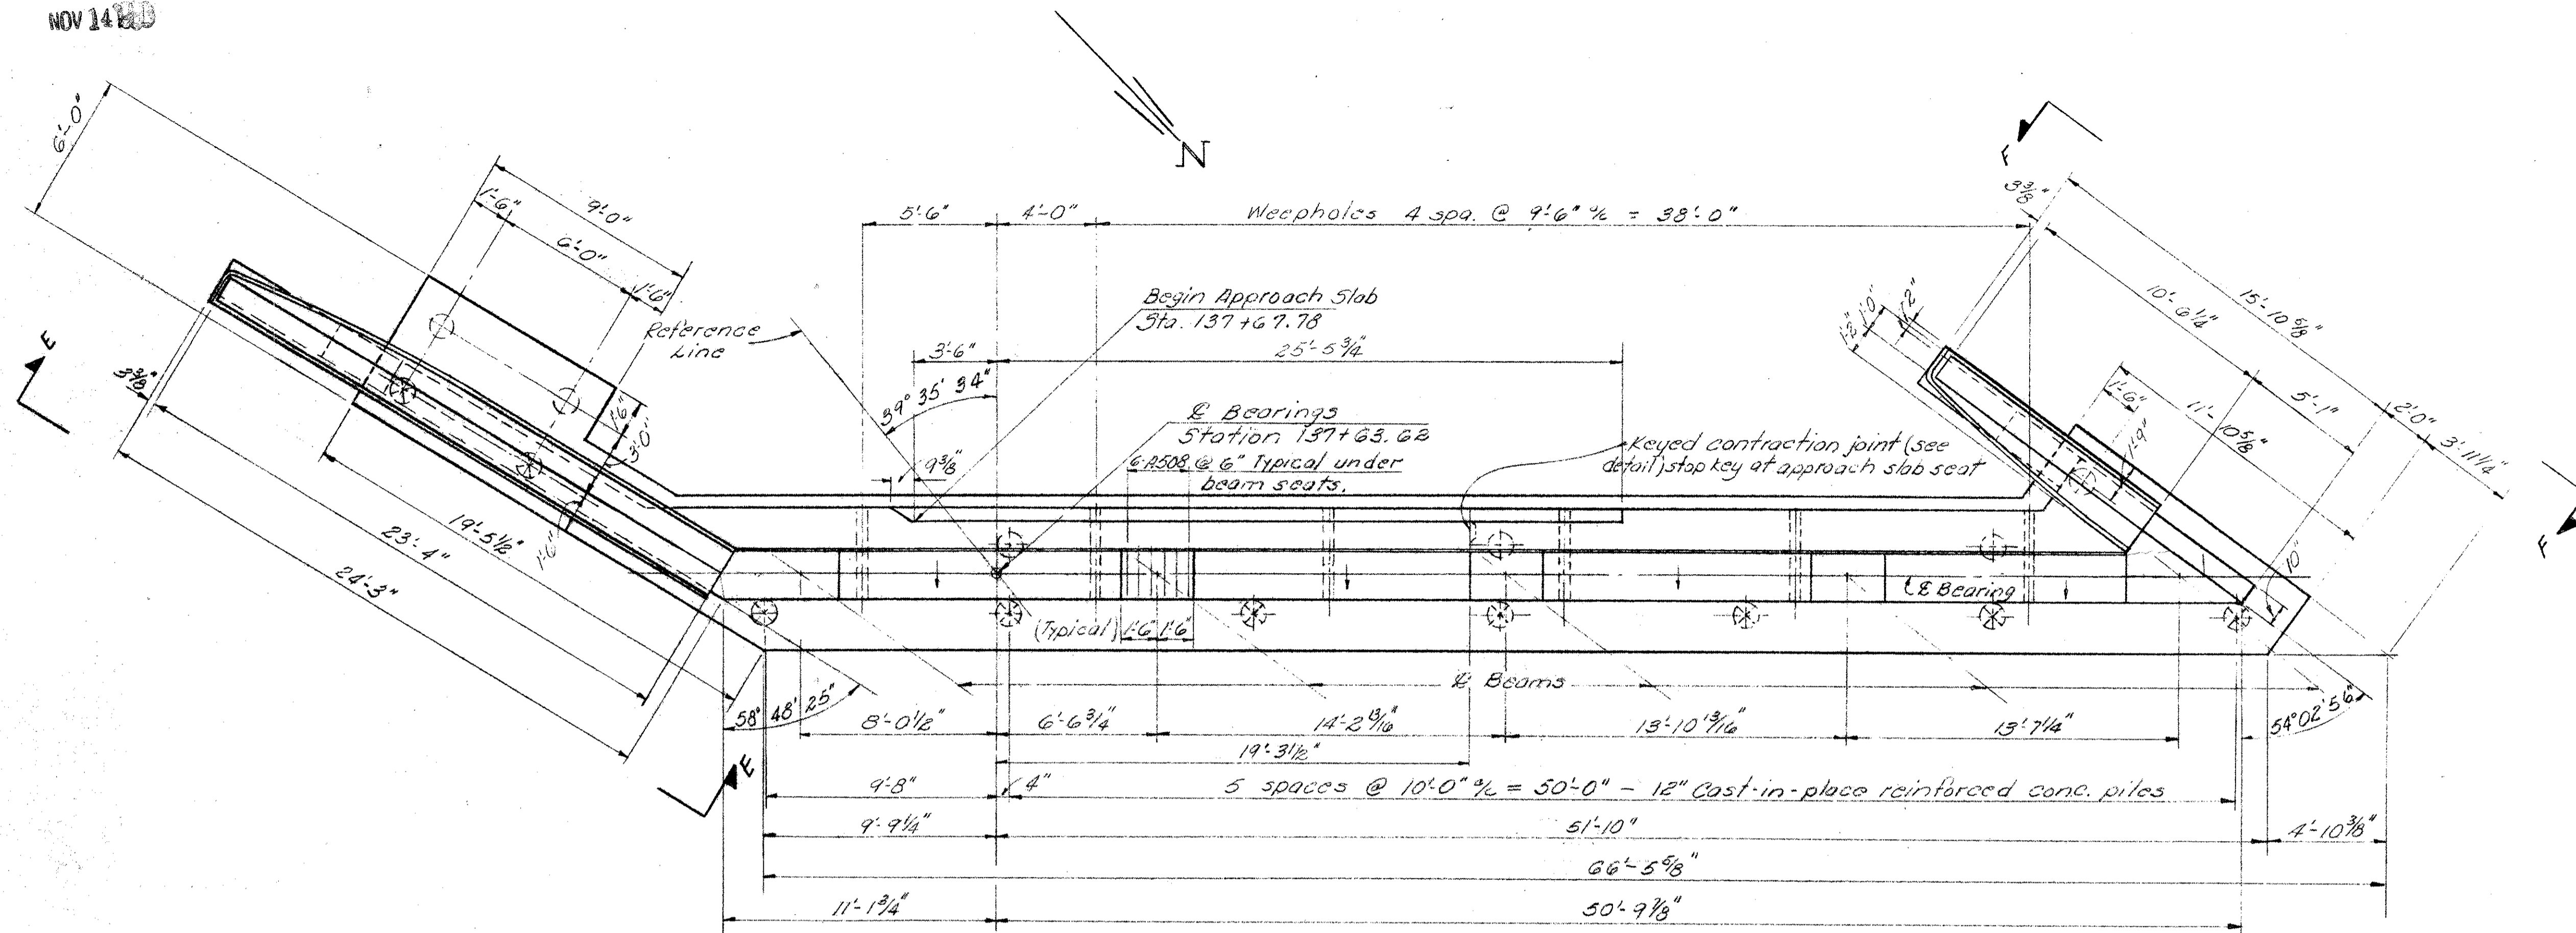 NOV 14
6'-0"
1'-6"
9'-0"
6'-0"
1'-6"
5'-6"
4'-0"
Weepholes 4 spa. @ 9'-6" c/c = 38'-0"
N
F
3 3/8"
15'-10 5/8"
10'-6 1/4"
5'-1"
2'-0"
3'-11 1/4"
1'-2"
1'-0"
1'-6"
11'-10 5/8"
1'-9"
10"
F
Reference
Line
Begin Approach Slab
Sta. 137+67.78
3'-6"
25'-5 3/4"
39° 35' 34"
℄ Bearings
Station 137+63.62
6-A508 @ 6" Typical under
beam seats.
9 3/8"
Keyed contraction joint (see
detail) stop key at approach slab seat
E
3 3/8"
1'-6"
3'-0"
1'-6"
19'-5 1/2"
23'-4"
24'-3"
℄ Bearing
(Typical) 1'-6" 1'-6"
℄ Beams
58° 48' 25"
8'-0 1/2"
6'-6 3/4"
14'-2 13/16"
13'-10 13/16"
13'-7 1/4"
54° 02' 56"
19'-3 1/2"
E
9'-8"
4"
5 spaces @ 10'-0" c/c = 50'-0" - 12" Cast-in-place reinforced conc. piles
9'-9 1/4"
51'-10"
4'-10 3/8"
66'-5 5/8"
11'-1 3/4"
50'-9 7/8"